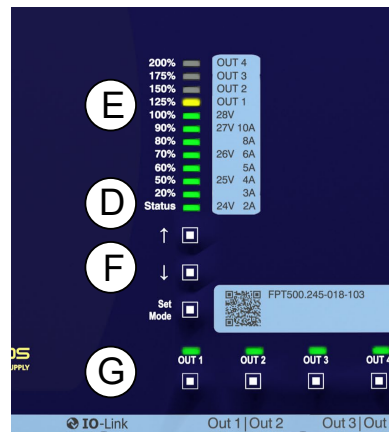 200% OUT 4
175% OUT 3
150% OUT 2
E 125% OUT 1
100% 28V
90% 27V 10A
80% 8A
70% 26V 6A
60% 5A
50% 25V 4A
20% 3A
D Status 24V 2A
↑
F
↓
Set
Mode
FPT500.245-018-103
OS
SUPPLY
G OUT 1 OUT 2 OUT 3 OUT 4
IO-Link Out 1|Out 2 Out 3|Out